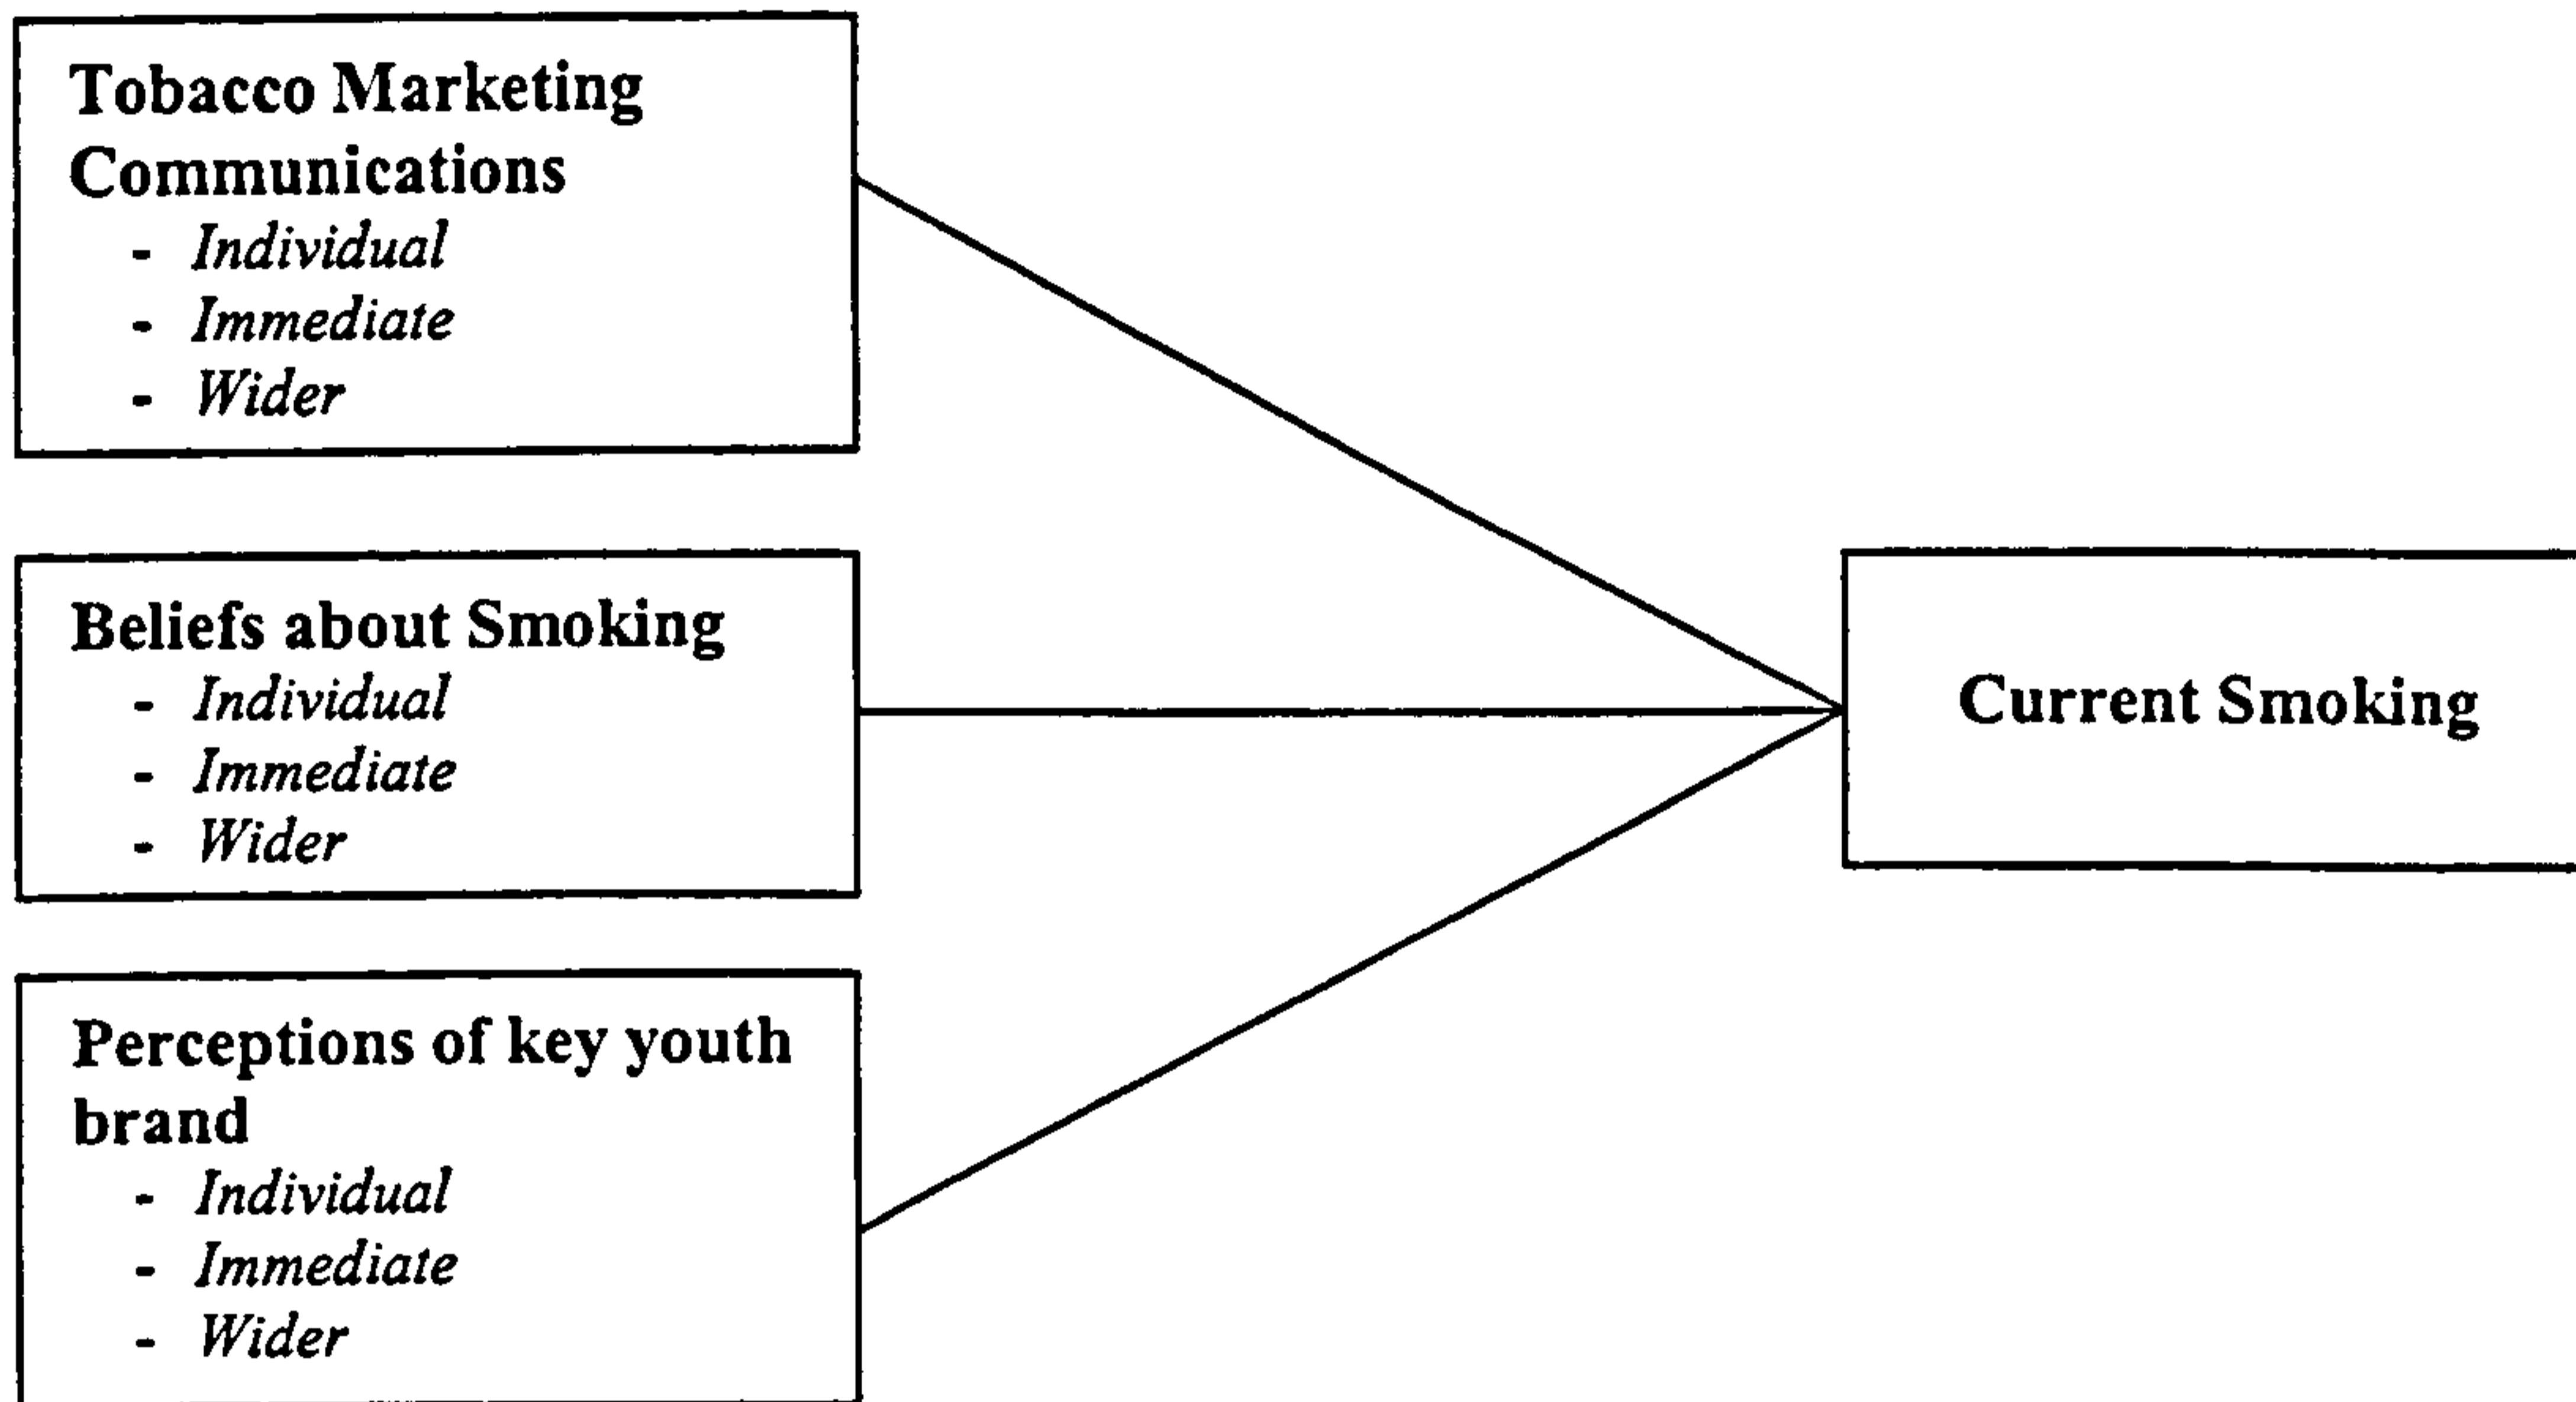 Tobacco Marketing
Communications
- Individual
- Immediate
- Wider
Beliefs about Smoking
- Individual
- Immediate
- Wider
Perceptions of key youth
brand
- Individual
- Immediate
- Wider
Current Smoking